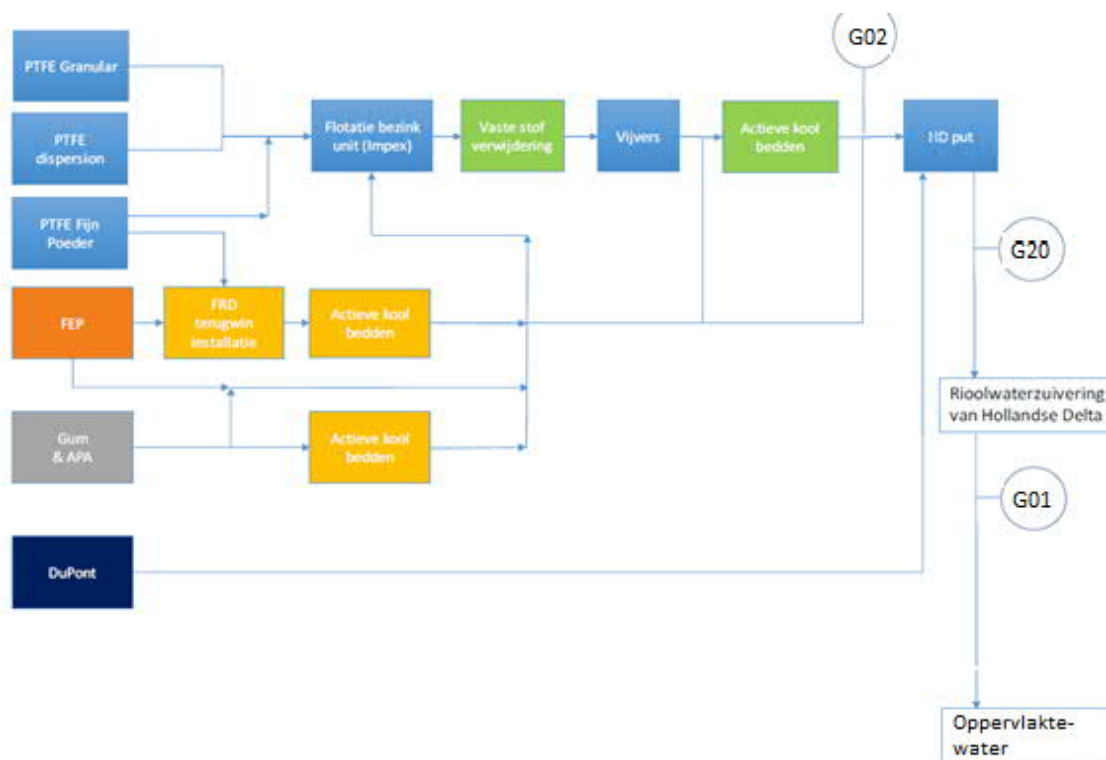 G02
PTFE Granular
PTFE
dispersion
Flotatie bezink
unit (Impex)
Vaste stof
verwijdering
Vijvers
Actieve kool
bedden
HD put
PTFE Fijn
Poeder
G20
FEP
FRD
terugwin
installatie
Actieve kool
bedden
Rioolwaterzuivering
van Hollandse Delta
Gum
& APA
Actieve kool
bedden
G01
DuPont
Oppervlakte-
water